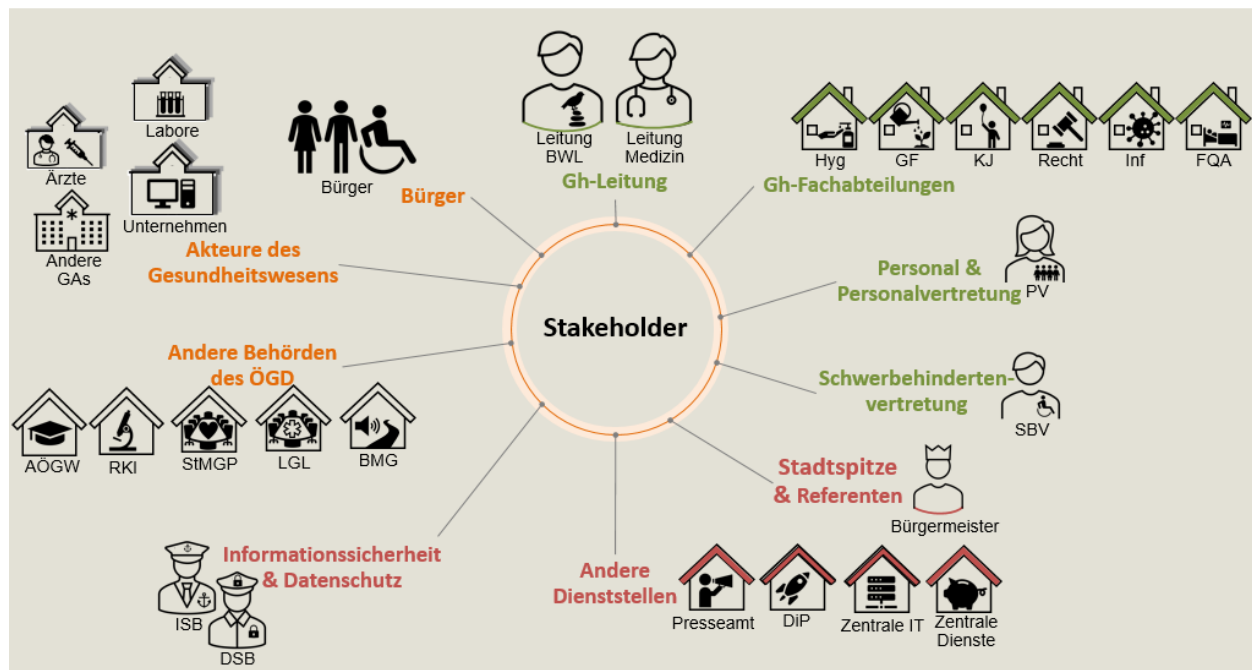 Labore
Ärzte
Unternehmen
Andere
GAs
Akteure des
Gesundheitswesens
Bürger
Bürger
Leitung
BWL
Leitung
Medizin
Gh-Leitung
Hyg
GF
KJ
Recht
Inf
FQA
Gh-Fachabteilungen
Personal &
Personalvertretung
PV
Stakeholder
Schwerbehinderten-
vertretung
SBV
Stadtspitze
& Referenten
Bürgermeister
Andere
Dienststellen
Presseamt
DiP
Zentrale IT
Zentrale
Dienste
Informationssicherheit
& Datenschutz
ISB
DSB
Andere Behörden
des ÖGD
AÖGW
RKI
StMGP
LGL
BMG